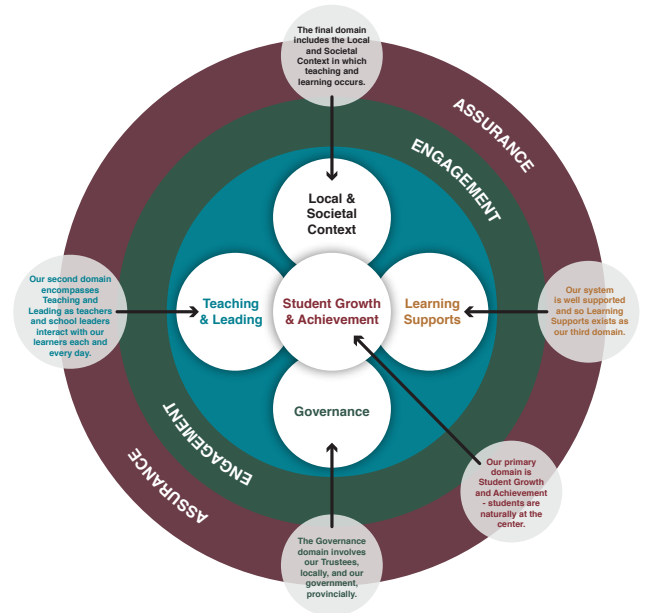 The final domain
includes the Local
and Societal
Context in which
teaching and
learning occurs.
ASSURANCE
ENGAGEMENT
Local &
Societal
Context
Our second domain
encompasses
Teaching and
Leading as teachers
and school leaders
interact with our
learners each and
every day.
Teaching
& Leading
Student Growth
& Achievement
Learning
Supports
Our system
is well supported
and so Learning
Supports exists as
our third domain.
Governance
ENGAGEMENT
ASSURANCE
Our primary
domain is
Student Growth
and Achievement
- students are
naturally at the
center.
The Governance
domain involves
our Trustees,
locally, and our
government,
provincially.